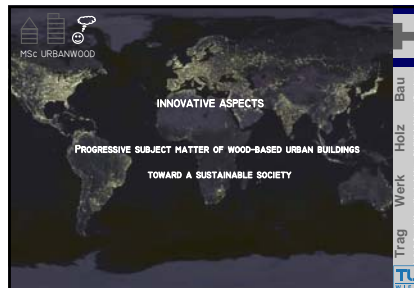 MSc URBANWOOD
INNOVATIVE ASPECTS
PROGRESSIVE SUBJECT MATTER OF WOOD-BASED URBAN BUILDINGS
TOWARD A SUSTAINABLE SOCIETY
Bau
Holz
Werk
Trag
TU